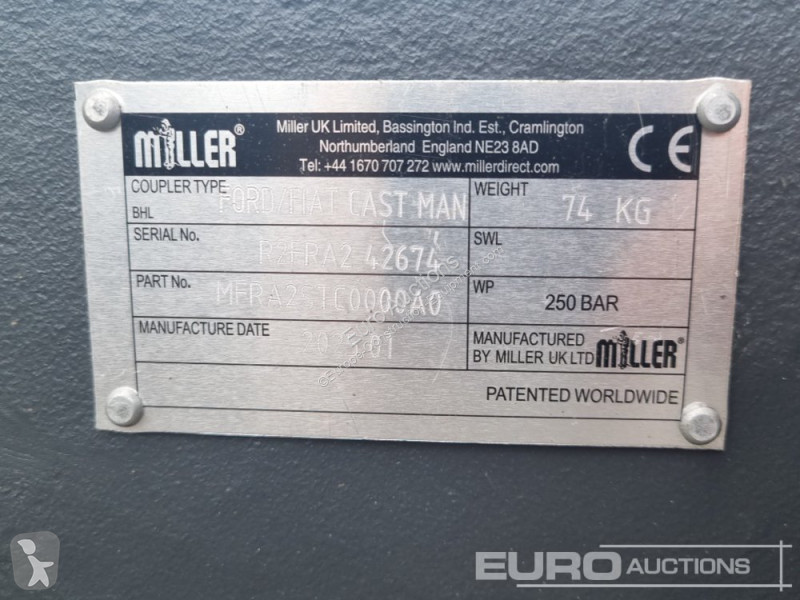 MILLER®
Miller UK Limited, Bassington Ind. Est., Cramlington
Northumberland England NE23 8AD
Tel: +44 1670 707 272 www.millerdirect.com
CE
COUPLER TYPE
BHL
FORD/FIAT CAST MAN
WEIGHT
74 KG
SERIAL No.
42674
SWL
PART No.
WP
250 BAR
MANUFACTURE DATE
MANUFACTURED
BY MILLER UK LTD
MILLER®
PATENTED WORLDWIDE
EURO AUCTIONS